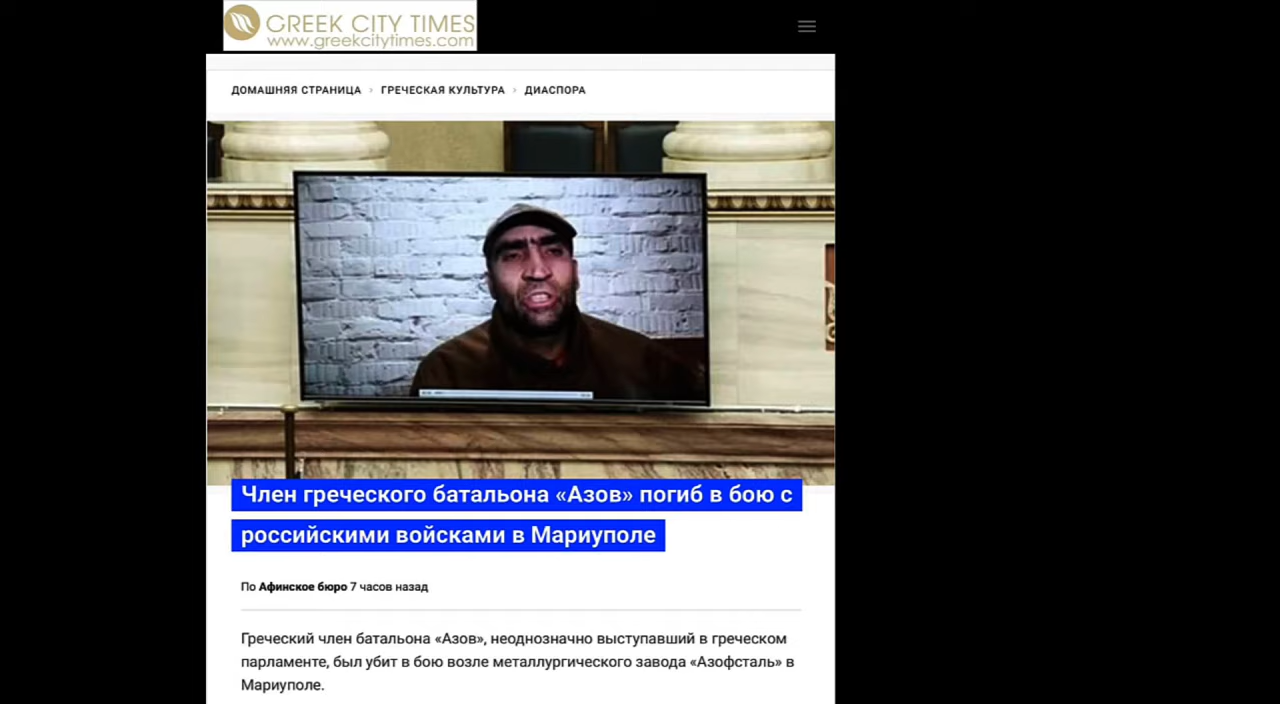 GREEK CITY TIMES
www.greekcitytimes.com
ДОМАШНЯЯ СТРАНИЦА › ГРЕЧЕСКАЯ КУЛЬТУРА › ДИАСПОРА
Член греческого батальона «Азов» погиб в бою с
российскими войсками в Мариуполе
По Афинское бюро 7 часов назад
Греческий член батальона «Азов», неоднозначно выступавший в греческом
парламенте, был убит в бою возле металлургического завода «Азофсталь» в
Мариуполе.